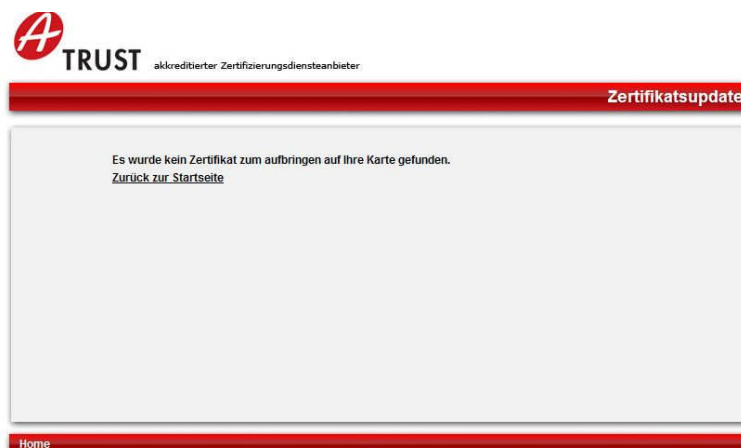 A
TRUST akkreditierter Zertifizierungsdiensteanbieter
Zertifikatsupdate
Es wurde kein Zertifikat zum aufbringen auf Ihre Karte gefunden.
Zurück zur Startseite
Home